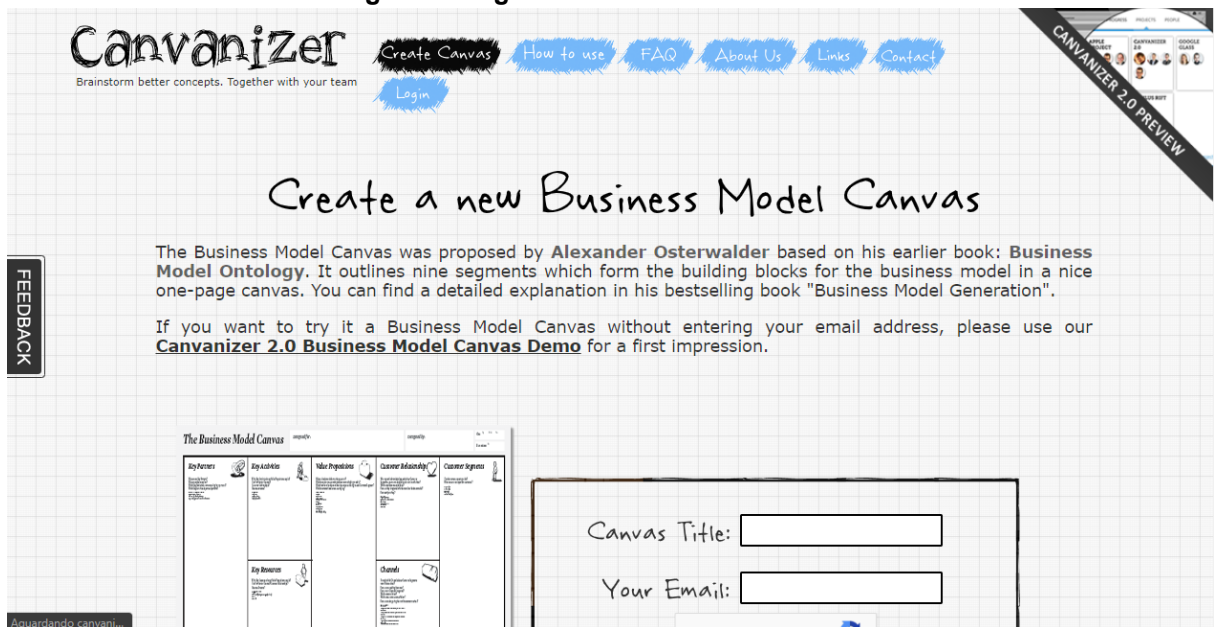 Canvanizer
Brainstorm better concepts. Together with your team
Create Canvas
How to use
FAQ
About Us
Links
Contact
Login
CANVANIZER 2.0 PREVIEW
Create a new Business Model Canvas
The Business Model Canvas was proposed by Alexander Osterwalder based on his earlier book: Business
Model Ontology. It outlines nine segments which form the building blocks for the business model in a nice
one-page canvas. You can find a detailed explanation in his bestselling book "Business Model Generation".
If you want to try it a Business Model Canvas without entering your email address, please use our
Canvanizer 2.0 Business Model Canvas Demo for a first impression.
FEEDBACK
The Business Model Canvas
Key Partners
Key Activities
Value Propositions
Customer Relationship
Customer Segments
Key Resources
Channels
Canvas Title:
Your Email:
Aguardando canvani...